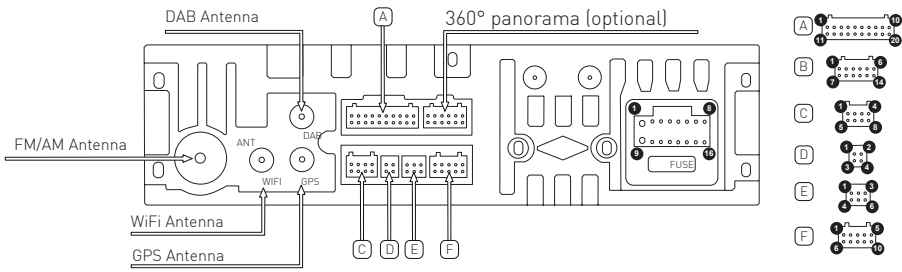 DAB Antenna
A
360° panorama (optional)
FM/AM Antenna
ANT
DAB
WIFI
GPS
1 8
9 16
FUSE
WiFi Antenna
GPS Antenna
C D E F
A
1 10
11 20
B
1 6
7 14
C
1 4
5 8
D
1 2
3 4
E
1 3
4 6
F
1 5
6 10